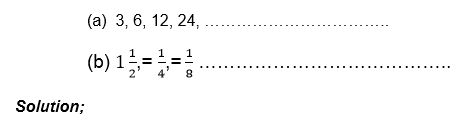 (a) 3, 6, 12, 24, ……………………………..
(b) 1 1/2,= 1/4,= 1/8 ……………………………………..
Solution;